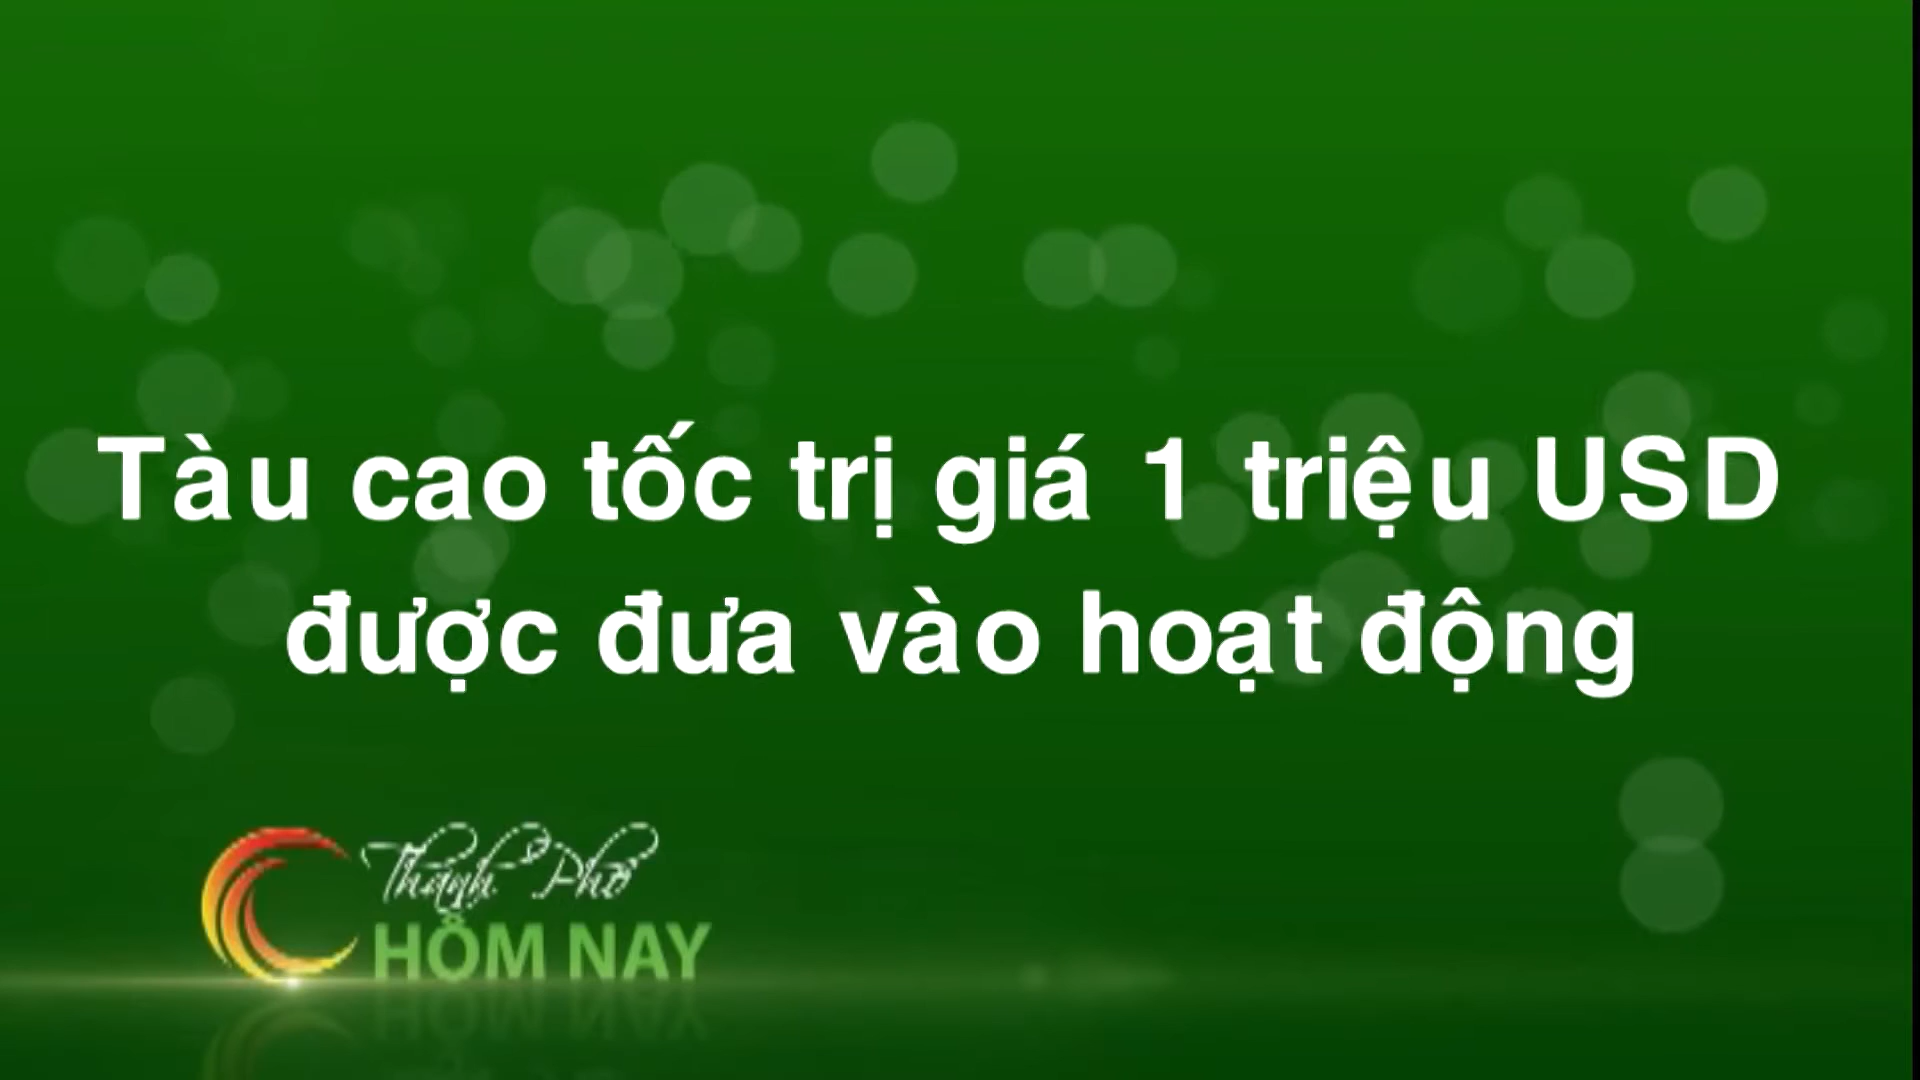 Tàu cao tốc trị giá 1 triệu USD
được đưa vào hoạt động
Thành Phố
HÔM NAY